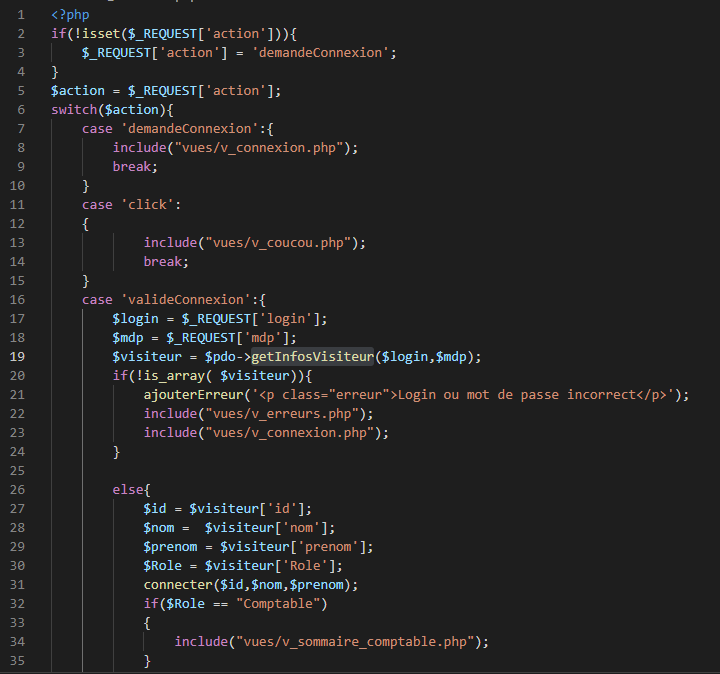 1 <?php
2 if(!isset($_REQUEST['action'])){
3     $_REQUEST['action'] = 'demandeConnexion';
4 }
5 $action = $_REQUEST['action'];
6 switch($action){
7     case 'demandeConnexion':{
8         include("vues/v_connexion.php");
9         break;
10     }
11     case 'click':
12     {
13             include("vues/v_coucou.php");
14             break;
15     }
16     case 'valideConnexion':{
17         $login = $_REQUEST['login'];
18         $mdp = $_REQUEST['mdp'];
19         $visiteur = $pdo->getInfosVisiteur($login,$mdp);
20         if(!is_array( $visiteur)){
21             ajouterErreur('<p class="erreur">Login ou mot de passe incorrect</p>');
22             include("vues/v_erreurs.php");
23             include("vues/v_connexion.php");
24         }
25
26         else{
27             $id = $visiteur['id'];
28             $nom =  $visiteur['nom'];
29             $prenom = $visiteur['prenom'];
30             $Role = $visiteur['Role'];
31             connecter($id,$nom,$prenom);
32             if($Role == "Comptable")
33             {
34                 include("vues/v_sommaire_comptable.php");
35             }